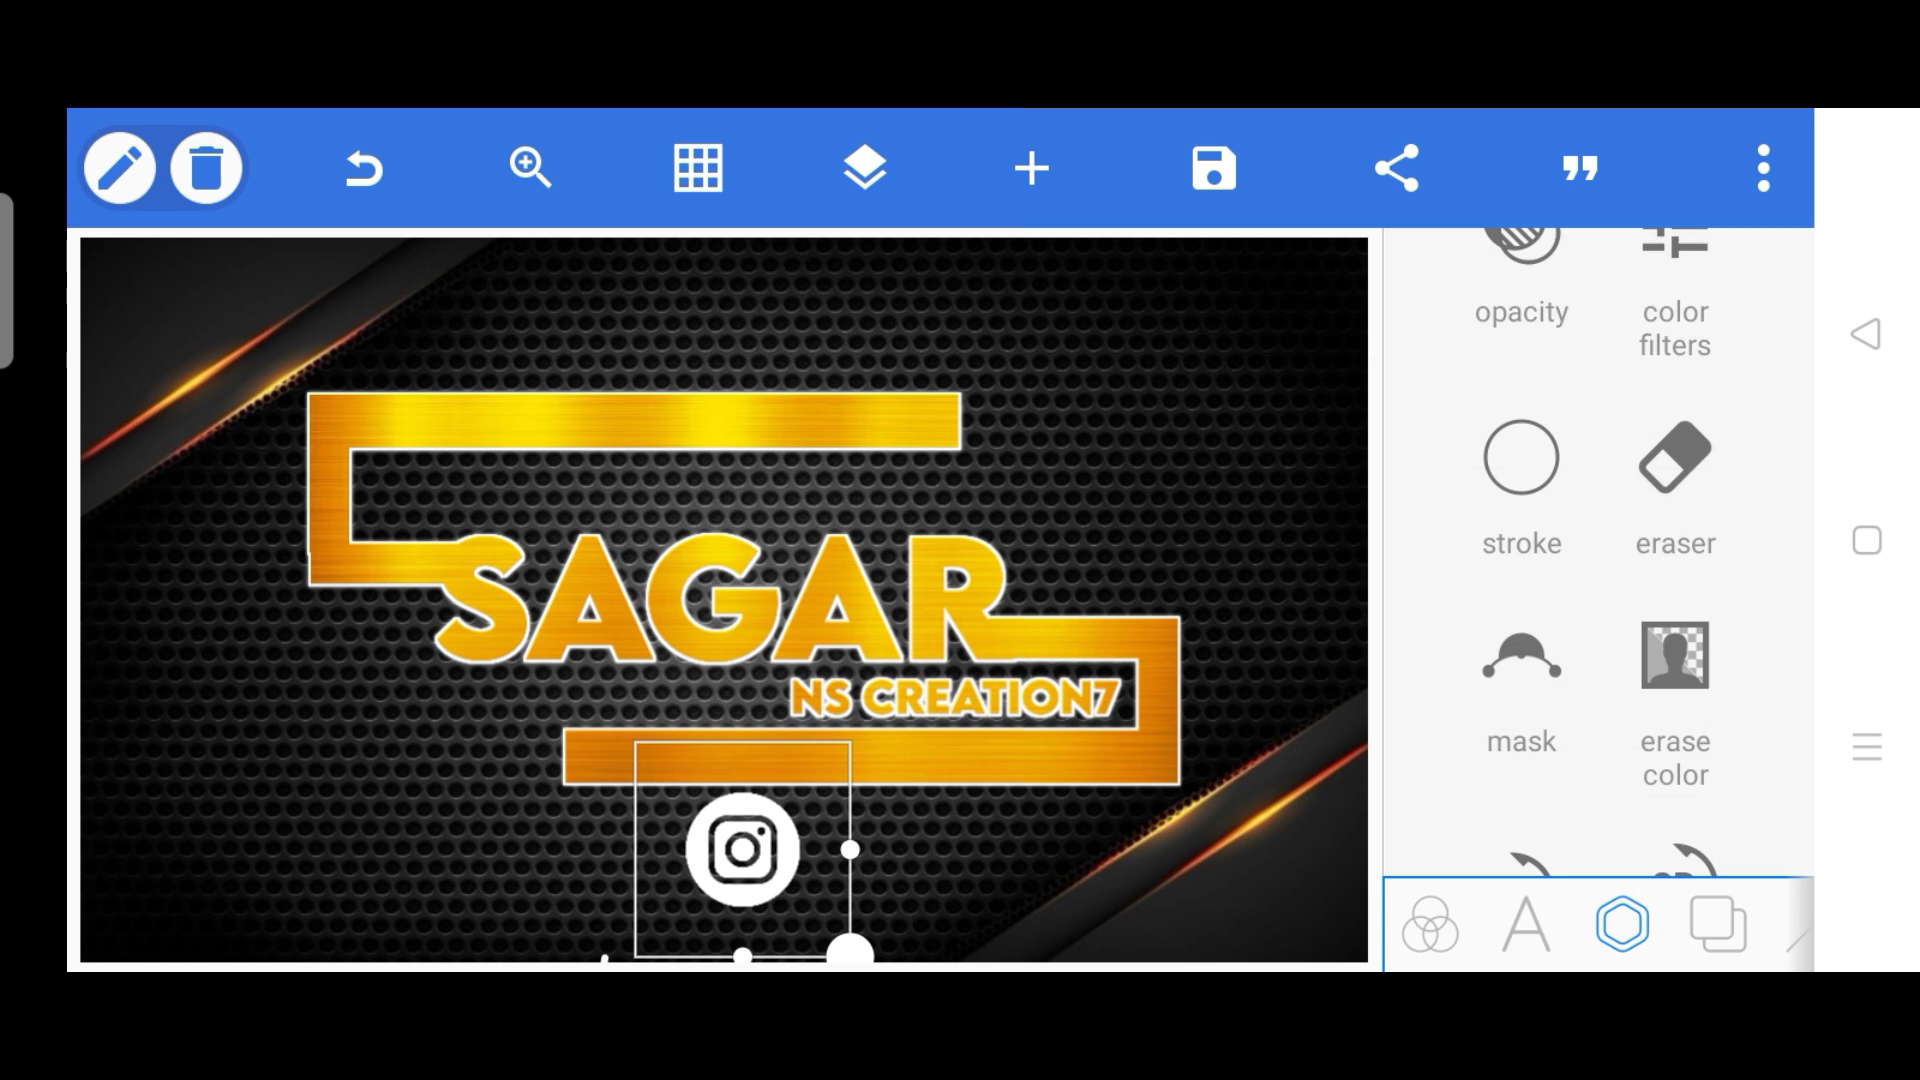 opacity
color
filters
SAGAR
NS CREATION7
stroke
eraser
mask
erase
color